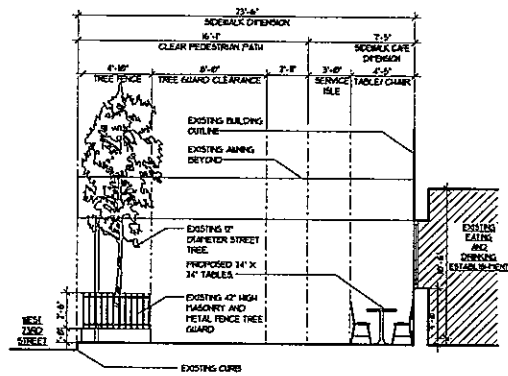 23'-6"
SIDEWALK DIMENSION
16'-1"
CLEAR PEDESTRIAN PATH
7'-5"
SIDEWALK CAFE
DIMENSION
4'-10"
TREE FENCE
TREE GUARD CLEARANCE
2'-11"
3'-0"
SERVICE
ISLE
4'-5"
TABLE/ CHAIR
EXISTING BUILDING
OUTLINE
EXISTING AWNING
BEYOND
EXISTING 12"
DIAMETER STREET
TREE
PROPOSED 24" X
24" TABLES
EXISTING 42" HIGH
MASONRY AND
METAL FENCE TREE
GUARD
EXISTING
EATING
AND
DRINKING
ESTABLISHMENT
WEST
STREET
EXISTING CURB